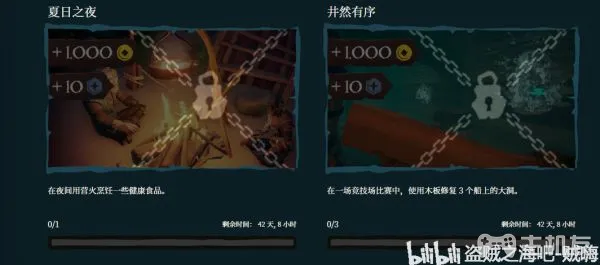 夏日之夜
+1,000
+10
在夜间用营火烹饪一些健康食品。
0/1
剩余时间： 42 天, 8 小时
井然有序
+1,000
+10
在一场竞技场比赛中，使用木板修复 3 个船上的大洞。
0/3
剩余时间： 42 天, 8 小时
bilibili 盗贼之海吧-贼嗨